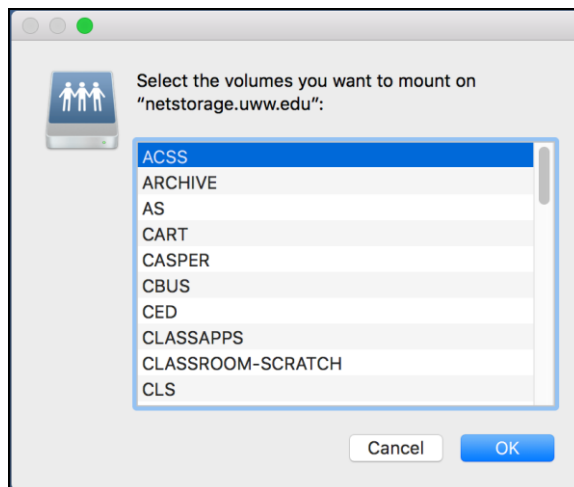 Select the volumes you want to mount on
“netstorage.uww.edu”:
ACSS
ARCHIVE
AS
CART
CASPER
CBUS
CED
CLASSAPPS
CLASSROOM-SCRATCH
CLS
Cancel OK